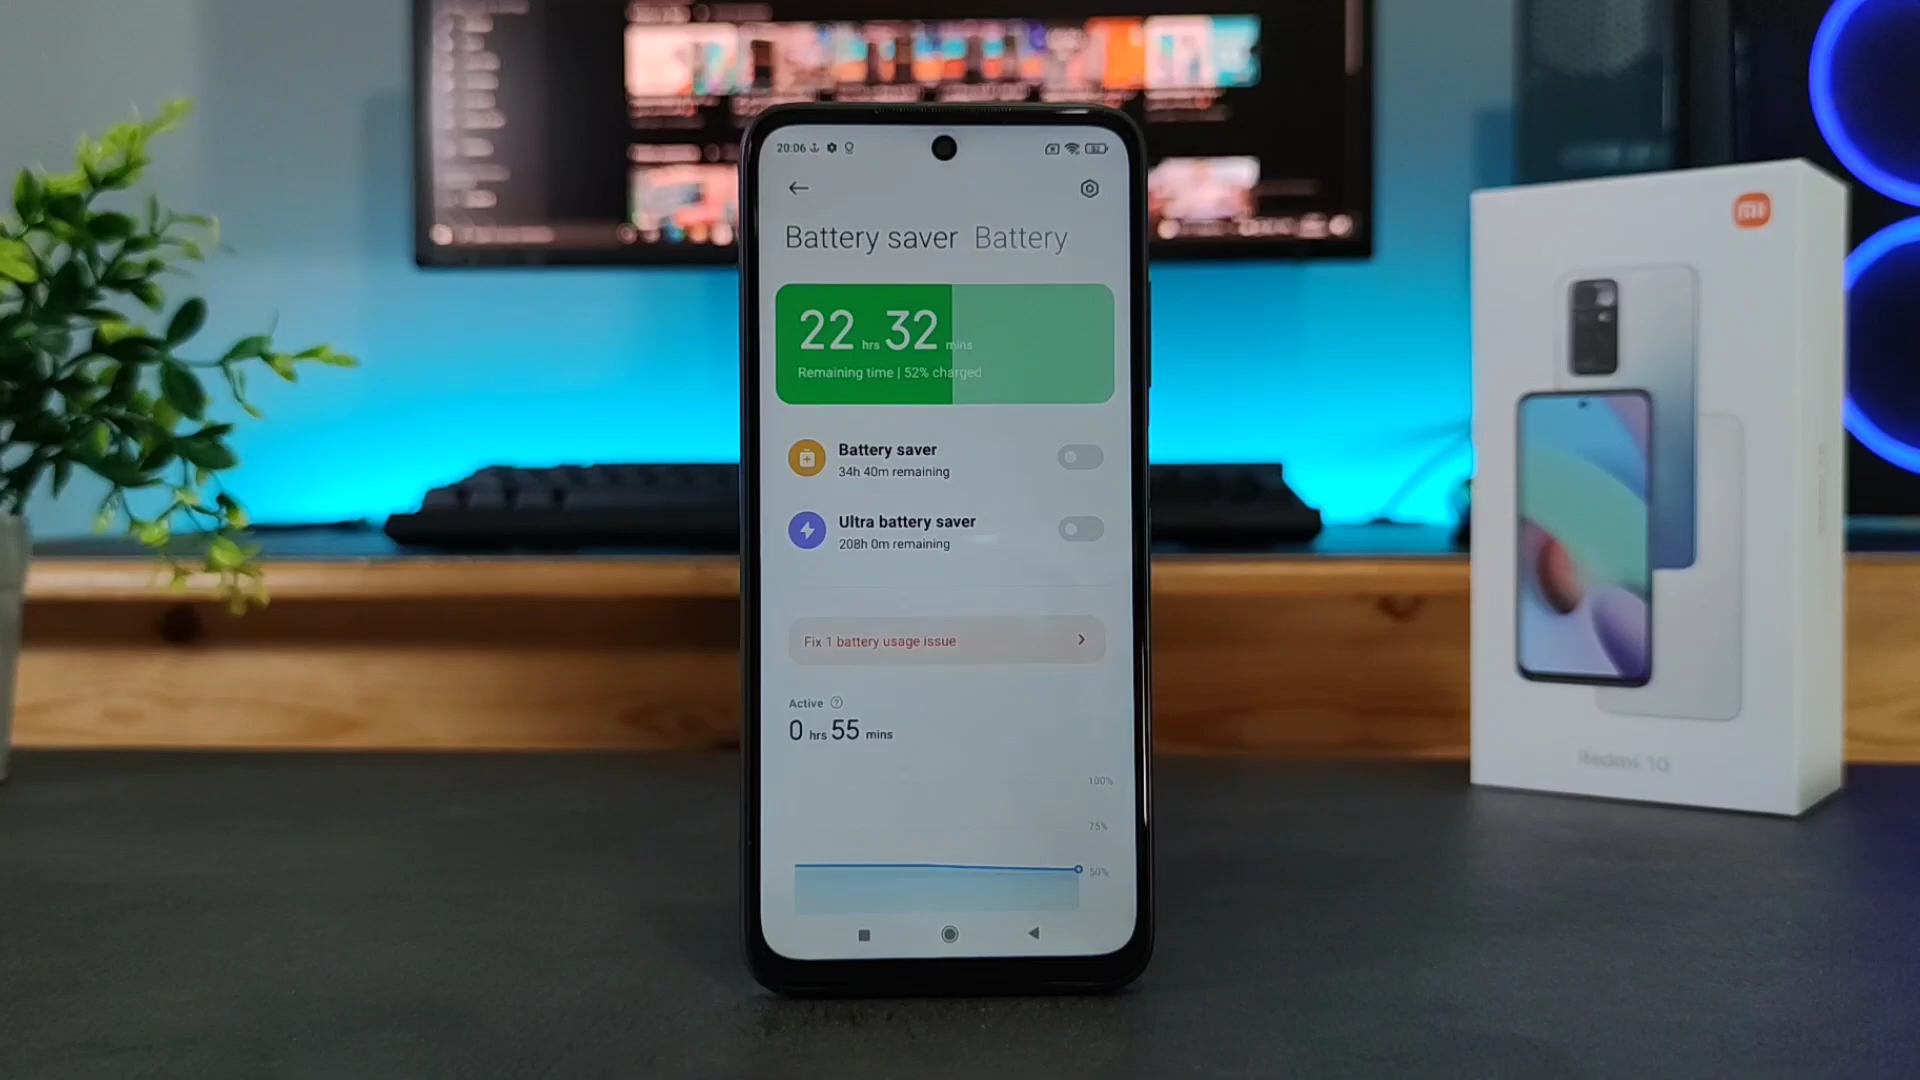 20:06
Battery saver Battery
22 hrs 32 mins
Remaining time | 52% charged
Battery saver
34h 40m remaining
Ultra battery saver
208h 0m remaining
Fix 1 battery usage issue
Active
0 hrs 55 mins
100%
75%
50%
mi
Redmi 10